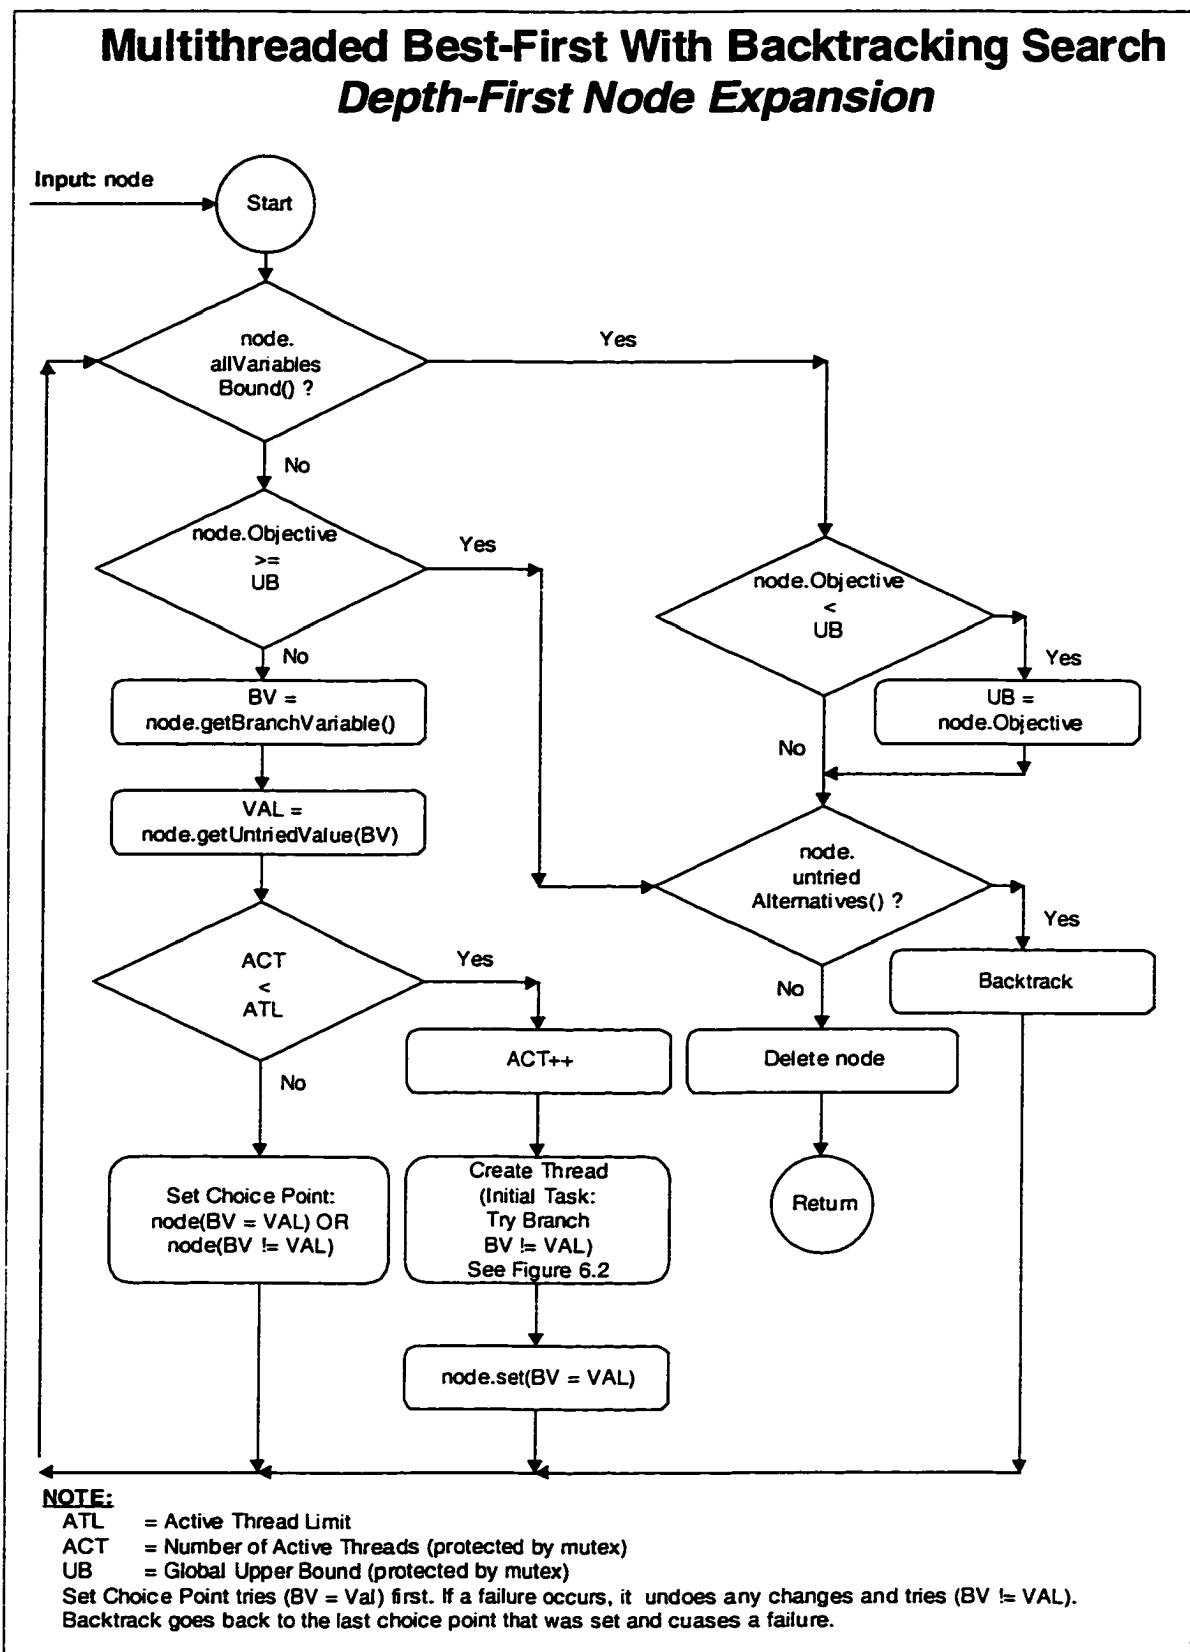 Multithreaded Best-First With Backtracking Search
Depth-First Node Expansion
Input: node
Start
node.
allVariables
Bound() ?
Yes
No
node.Objective
>=
UB
Yes
No
node.Objective
<
UB
Yes
UB =
node.Objective
No
BV =
node.getBranchVariable()
VAL =
node.getUntriedValue(BV)
node.
untried
Alternatives() ?
Yes
Backtrack
No
Delete node
Return
ACT
<
ATL
Yes
ACT++
No
Create Thread
(Initial Task:
Try Branch
BV != VAL)
See Figure 6.2
Set Choice Point:
node(BV = VAL) OR
node(BV != VAL)
node.set(BV = VAL)
NOTE:
ATL = Active Thread Limit
ACT = Number of Active Threads (protected by mutex)
UB = Global Upper Bound (protected by mutex)
Set Choice Point tries (BV = Val) first. If a failure occurs, it undoes any changes and tries (BV != VAL).
Backtrack goes back to the last choice point that was set and cuases a failure.